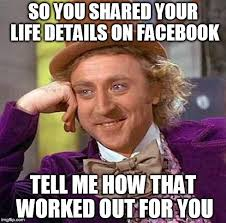 SO YOU SHARED YOUR
LIFE DETAILS ON FACEBOOK
TELL ME HOW THAT
WORKED OUT FOR YOU
imgflip.com